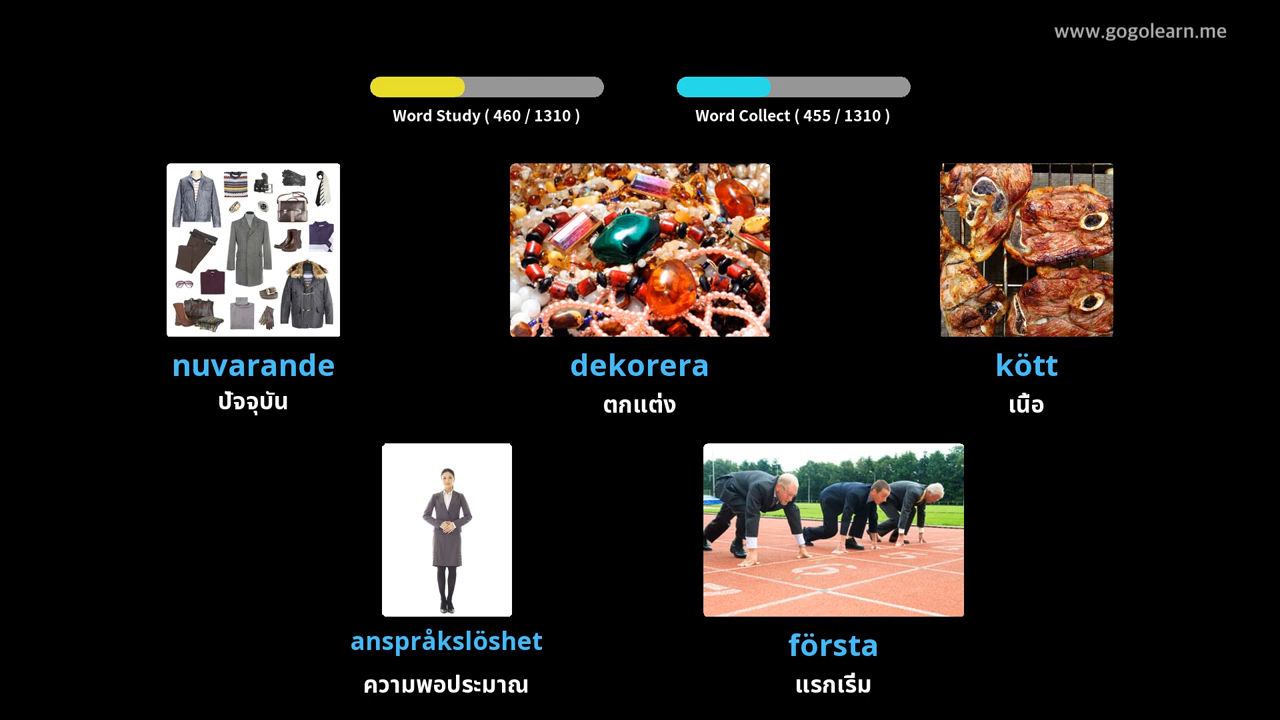 www.gogolearn.me
Word Study ( 460 / 1310 )
Word Collect ( 455 / 1310 )
nuvarande
ปัจจุบัน
dekorera
ตกแต่ง
kött
เนื้อ
anspråkslöshet
ความพอประมาณ
första
แรกเริ่ม